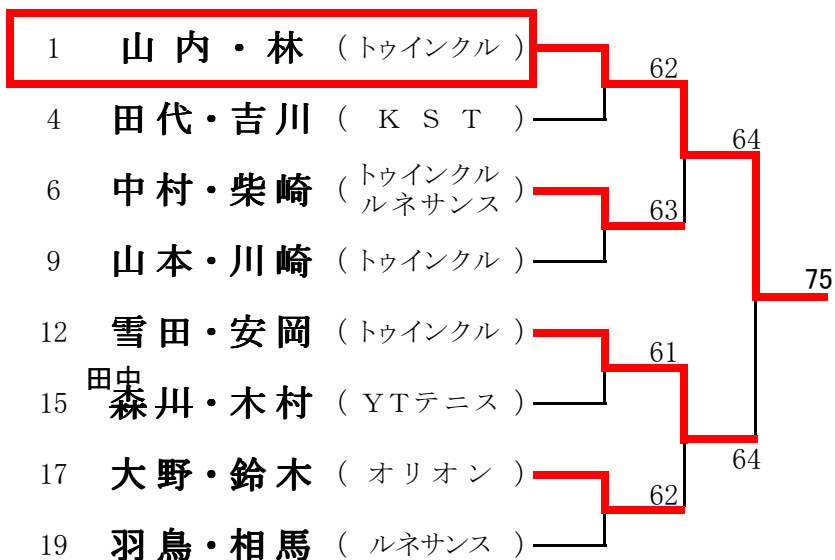 1 山内・林 (トゥインクル)
62
4 田代・吉川 (KST)
64
6 中村・柴崎 (トゥインクル ルネサンス)
63
9 山本・川崎 (トゥインクル)
75
12 雪田・安岡 (トゥインクル)
61
田中
15 森川・木村 (YTテニス)
64
17 大野・鈴木 (オリオン)
62
19 羽鳥・相馬 (ルネサンス)